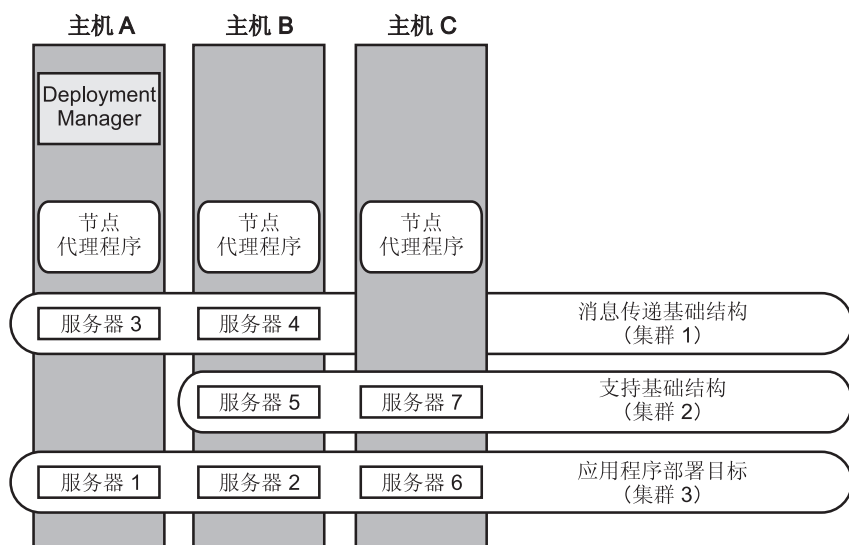 主机 A
主机 B
主机 C
Deployment
Manager
节点
代理程序
节点
代理程序
节点
代理程序
服务器 3
服务器 4
消息传递基础结构
（集群 1）
服务器 5
服务器 7
支持基础结构
（集群 2）
服务器 1
服务器 2
服务器 6
应用程序部署目标
（集群 3）